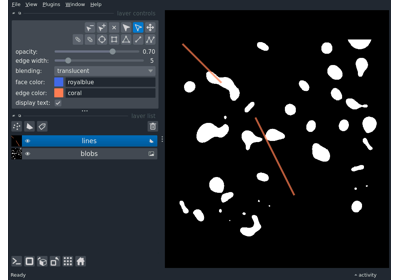 File View Plugins Window Help
layer controls
opacity: 0.70
edge width: 5
blending: translucent
face color: royalblue
edge color: coral
display text:
layer list
lines
blobs
Ready
activity